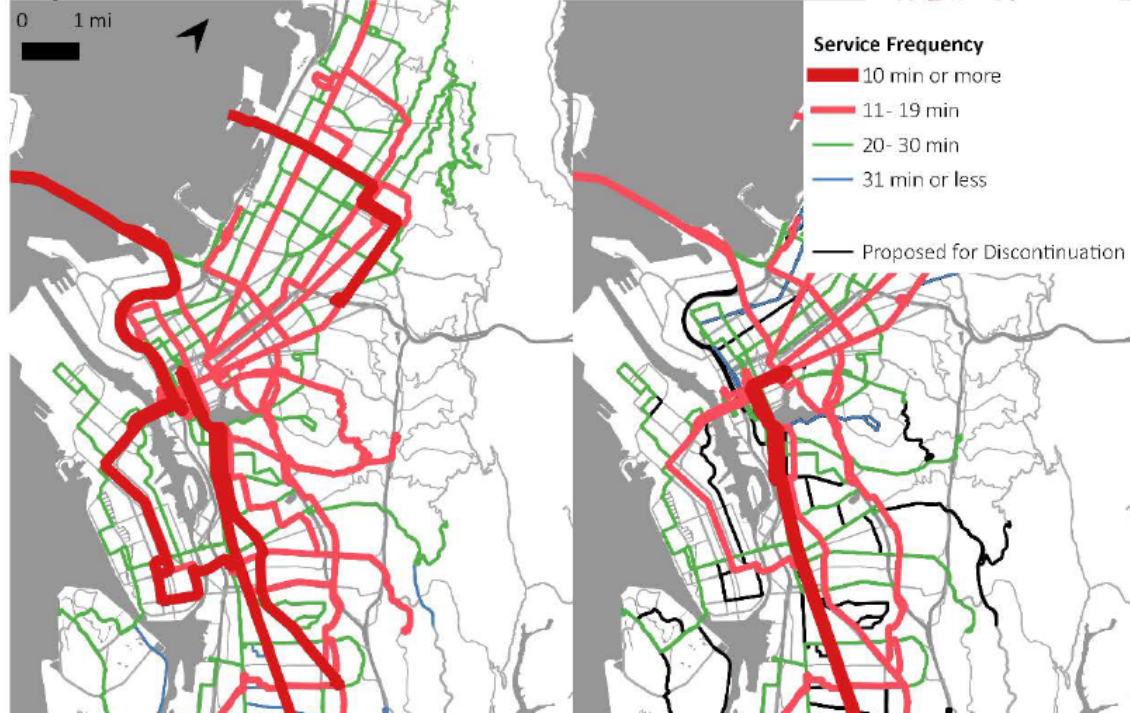 0 1 mi
Service Frequency
10 min or more
11- 19 min
20- 30 min
31 min or less
Proposed for Discontinuation